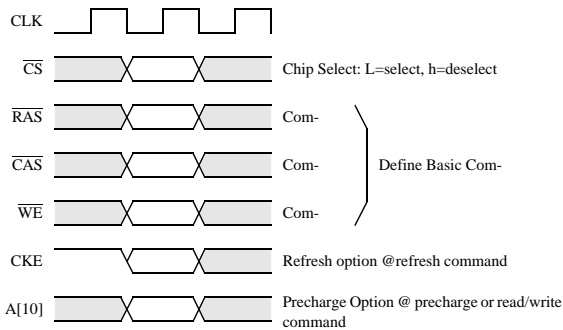 CLK
CS Chip Select: L=select, h=deselect
RAS Com-
CAS Com- Define Basic Com-
WE Com-
CKE Refresh option @refresh command
A[10] Precharge Option @ precharge or read/write
command